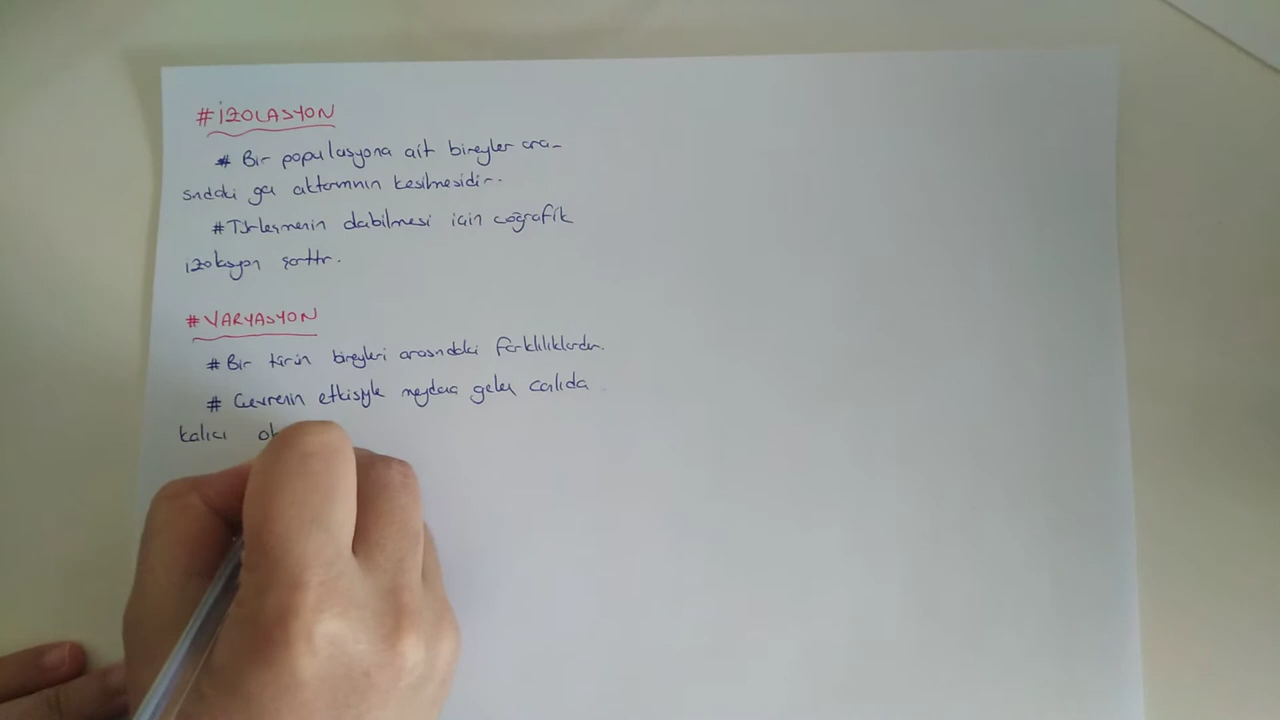 #İZOLASYON
# Bir populasyona ait bireyler ara-
sındaki gen aktarımının kesilmesidir.
#Türleşmenin olabilmesi için coğrafik
izolasyon şarttır.
#VARYASYON
# Bir türün bireyleri arasındaki farklılıklardır.
# Çevrenin etkisiyle meydana gelen
kalıcı